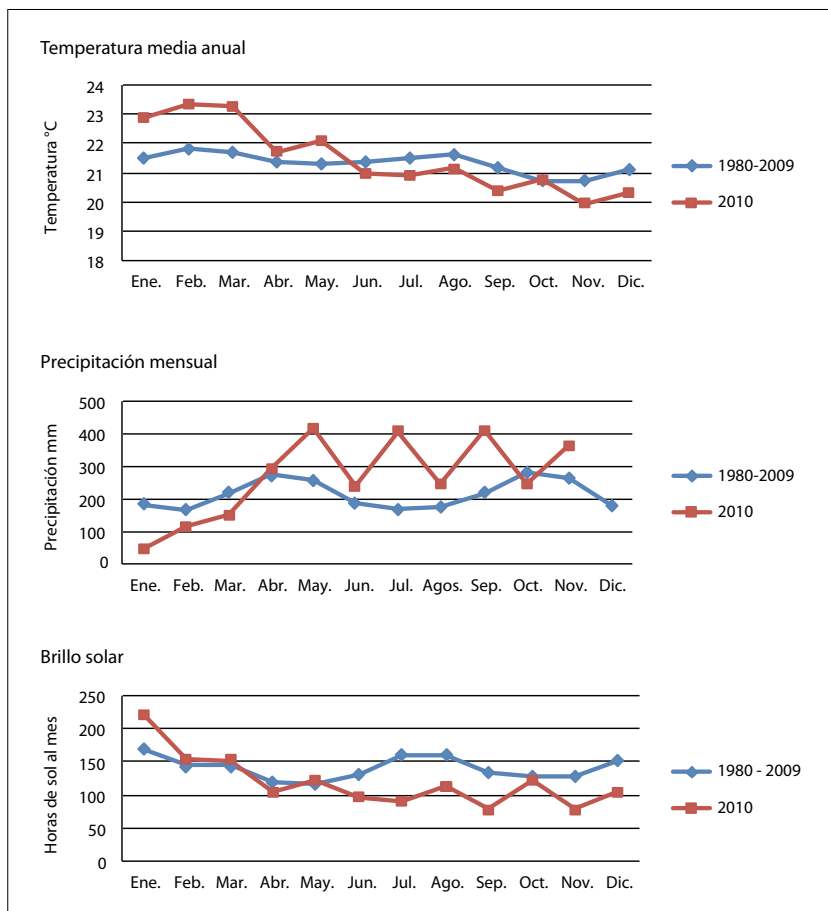 Temperatura media anual
Temperatura °C
24
23
22
21
20
19
18
Ene. Feb. Mar. Abr. May. Jun. Jul. Ago. Sep. Oct. Nov. Dic.
1980-2009
2010
Precipitación mensual
Precipitación mm
500
400
300
200
100
0
Ene. Feb. Mar. Abr. May. Jun. Jul. Agos. Sep. Oct. Nov. Dic.
1980-2009
2010
Brillo solar
Horas de sol al mes
250
200
150
100
50
0
Ene. Feb. Mar. Abr. May. Jun. Jul. Ago. Sep. Oct. Nov. Dic.
1980 - 2009
2010